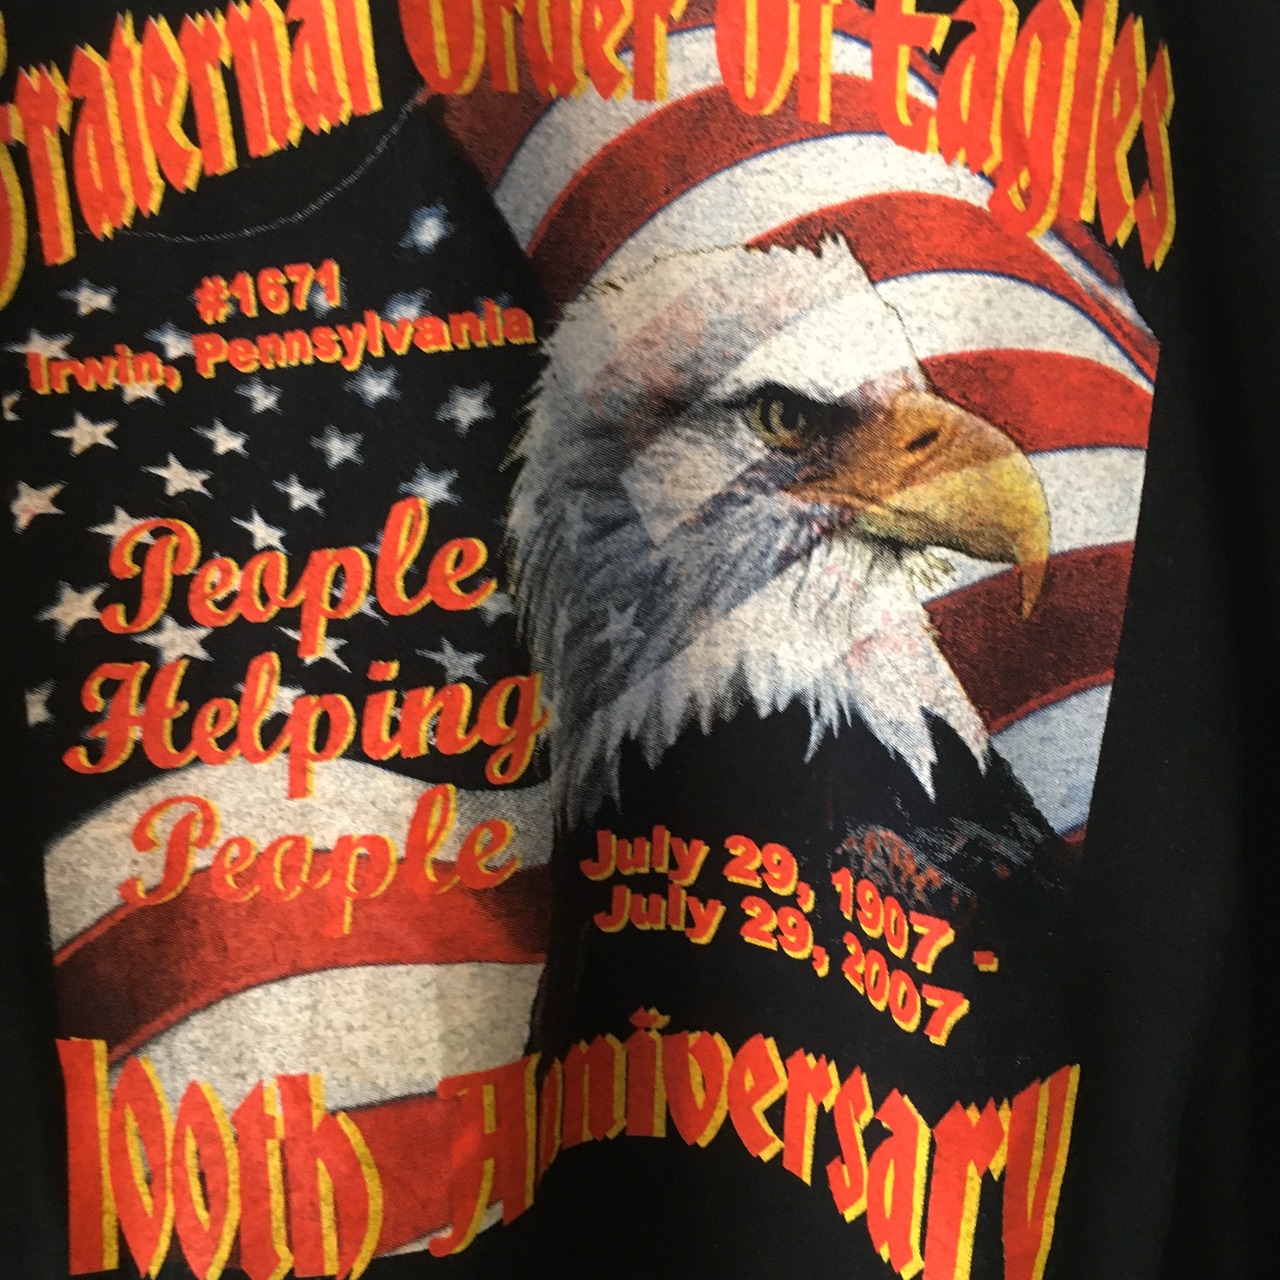 Fraternal Order Of Eagles
#1671
Irwin, Pennsylvania
People
Helping
People
July 29, 1907 -
July 29, 2007
100th Anniversary